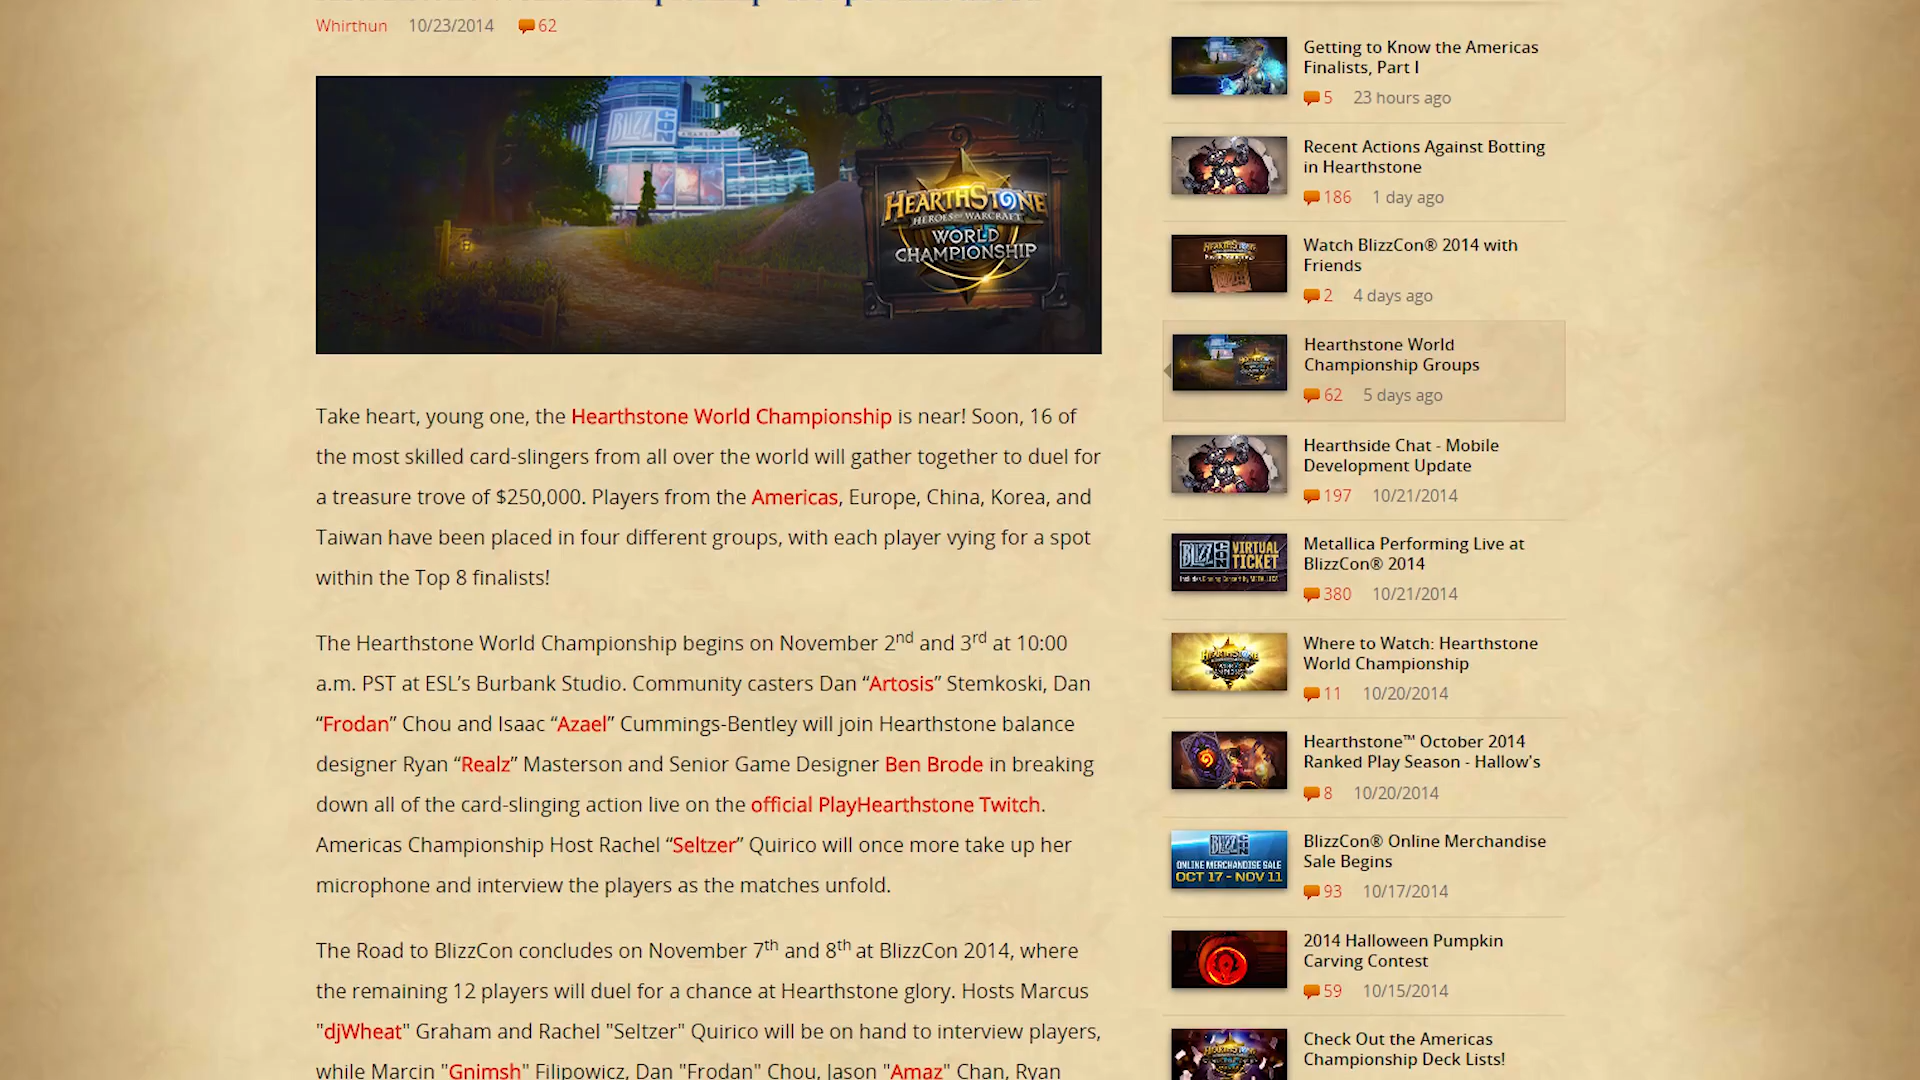 Whirthun 10/23/2014 62
BLIZZ CON
HEARTHSTONE
HEROES OF WARCRAFT
WORLD
CHAMPIONSHIP
Take heart, young one, the Hearthstone World Championship is near! Soon, 16 of
the most skilled card-slingers from all over the world will gather together to duel for
a treasure trove of $250,000. Players from the Americas, Europe, China, Korea, and
Taiwan have been placed in four different groups, with each player vying for a spot
within the Top 8 finalists!
The Hearthstone World Championship begins on November 2nd and 3rd at 10:00
a.m. PST at ESL’s Burbank Studio. Community casters Dan “Artosis” Stemkoski, Dan
“Frodan” Chou and Isaac “Azael” Cummings-Bentley will join Hearthstone balance
designer Ryan “Realz” Masterson and Senior Game Designer Ben Brode in breaking
down all of the card-slinging action live on the official PlayHearthstone Twitch.
Americas Championship Host Rachel “Seltzer” Quirico will once more take up her
microphone and interview the players as the matches unfold.
The Road to BlizzCon concludes on November 7th and 8th at BlizzCon 2014, where
the remaining 12 players will duel for a chance at Hearthstone glory. Hosts Marcus
"djWheat" Graham and Rachel "Seltzer" Quirico will be on hand to interview players,
while Marcin "Gnimsh" Filipowicz, Dan "Frodan" Chou, Jason "Amaz" Chan, Ryan
Getting to Know the Americas
Finalists, Part I
5 23 hours ago
Recent Actions Against Botting
in Hearthstone
186 1 day ago
Watch BlizzCon® 2014 with
Friends
2 4 days ago
Hearthstone World
Championship Groups
62 5 days ago
Hearthside Chat - Mobile
Development Update
197 10/21/2014
BLIZZ CON VIRTUAL
TICKET
Metallica Performing Live at
BlizzCon® 2014
380 10/21/2014
HEARTHSTONE
Where to Watch: Hearthstone
World Championship
11 10/20/2014
Hearthstone™ October 2014
Ranked Play Season - Hallow's
8 10/20/2014
BLIZZ CON
ONLINE MERCHANDISE SALE
OCT 17 - NOV 11
BlizzCon® Online Merchandise
Sale Begins
93 10/17/2014
2014 Halloween Pumpkin
Carving Contest
59 10/15/2014
HEARTHSTONE
Check Out the Americas
Championship Deck Lists!